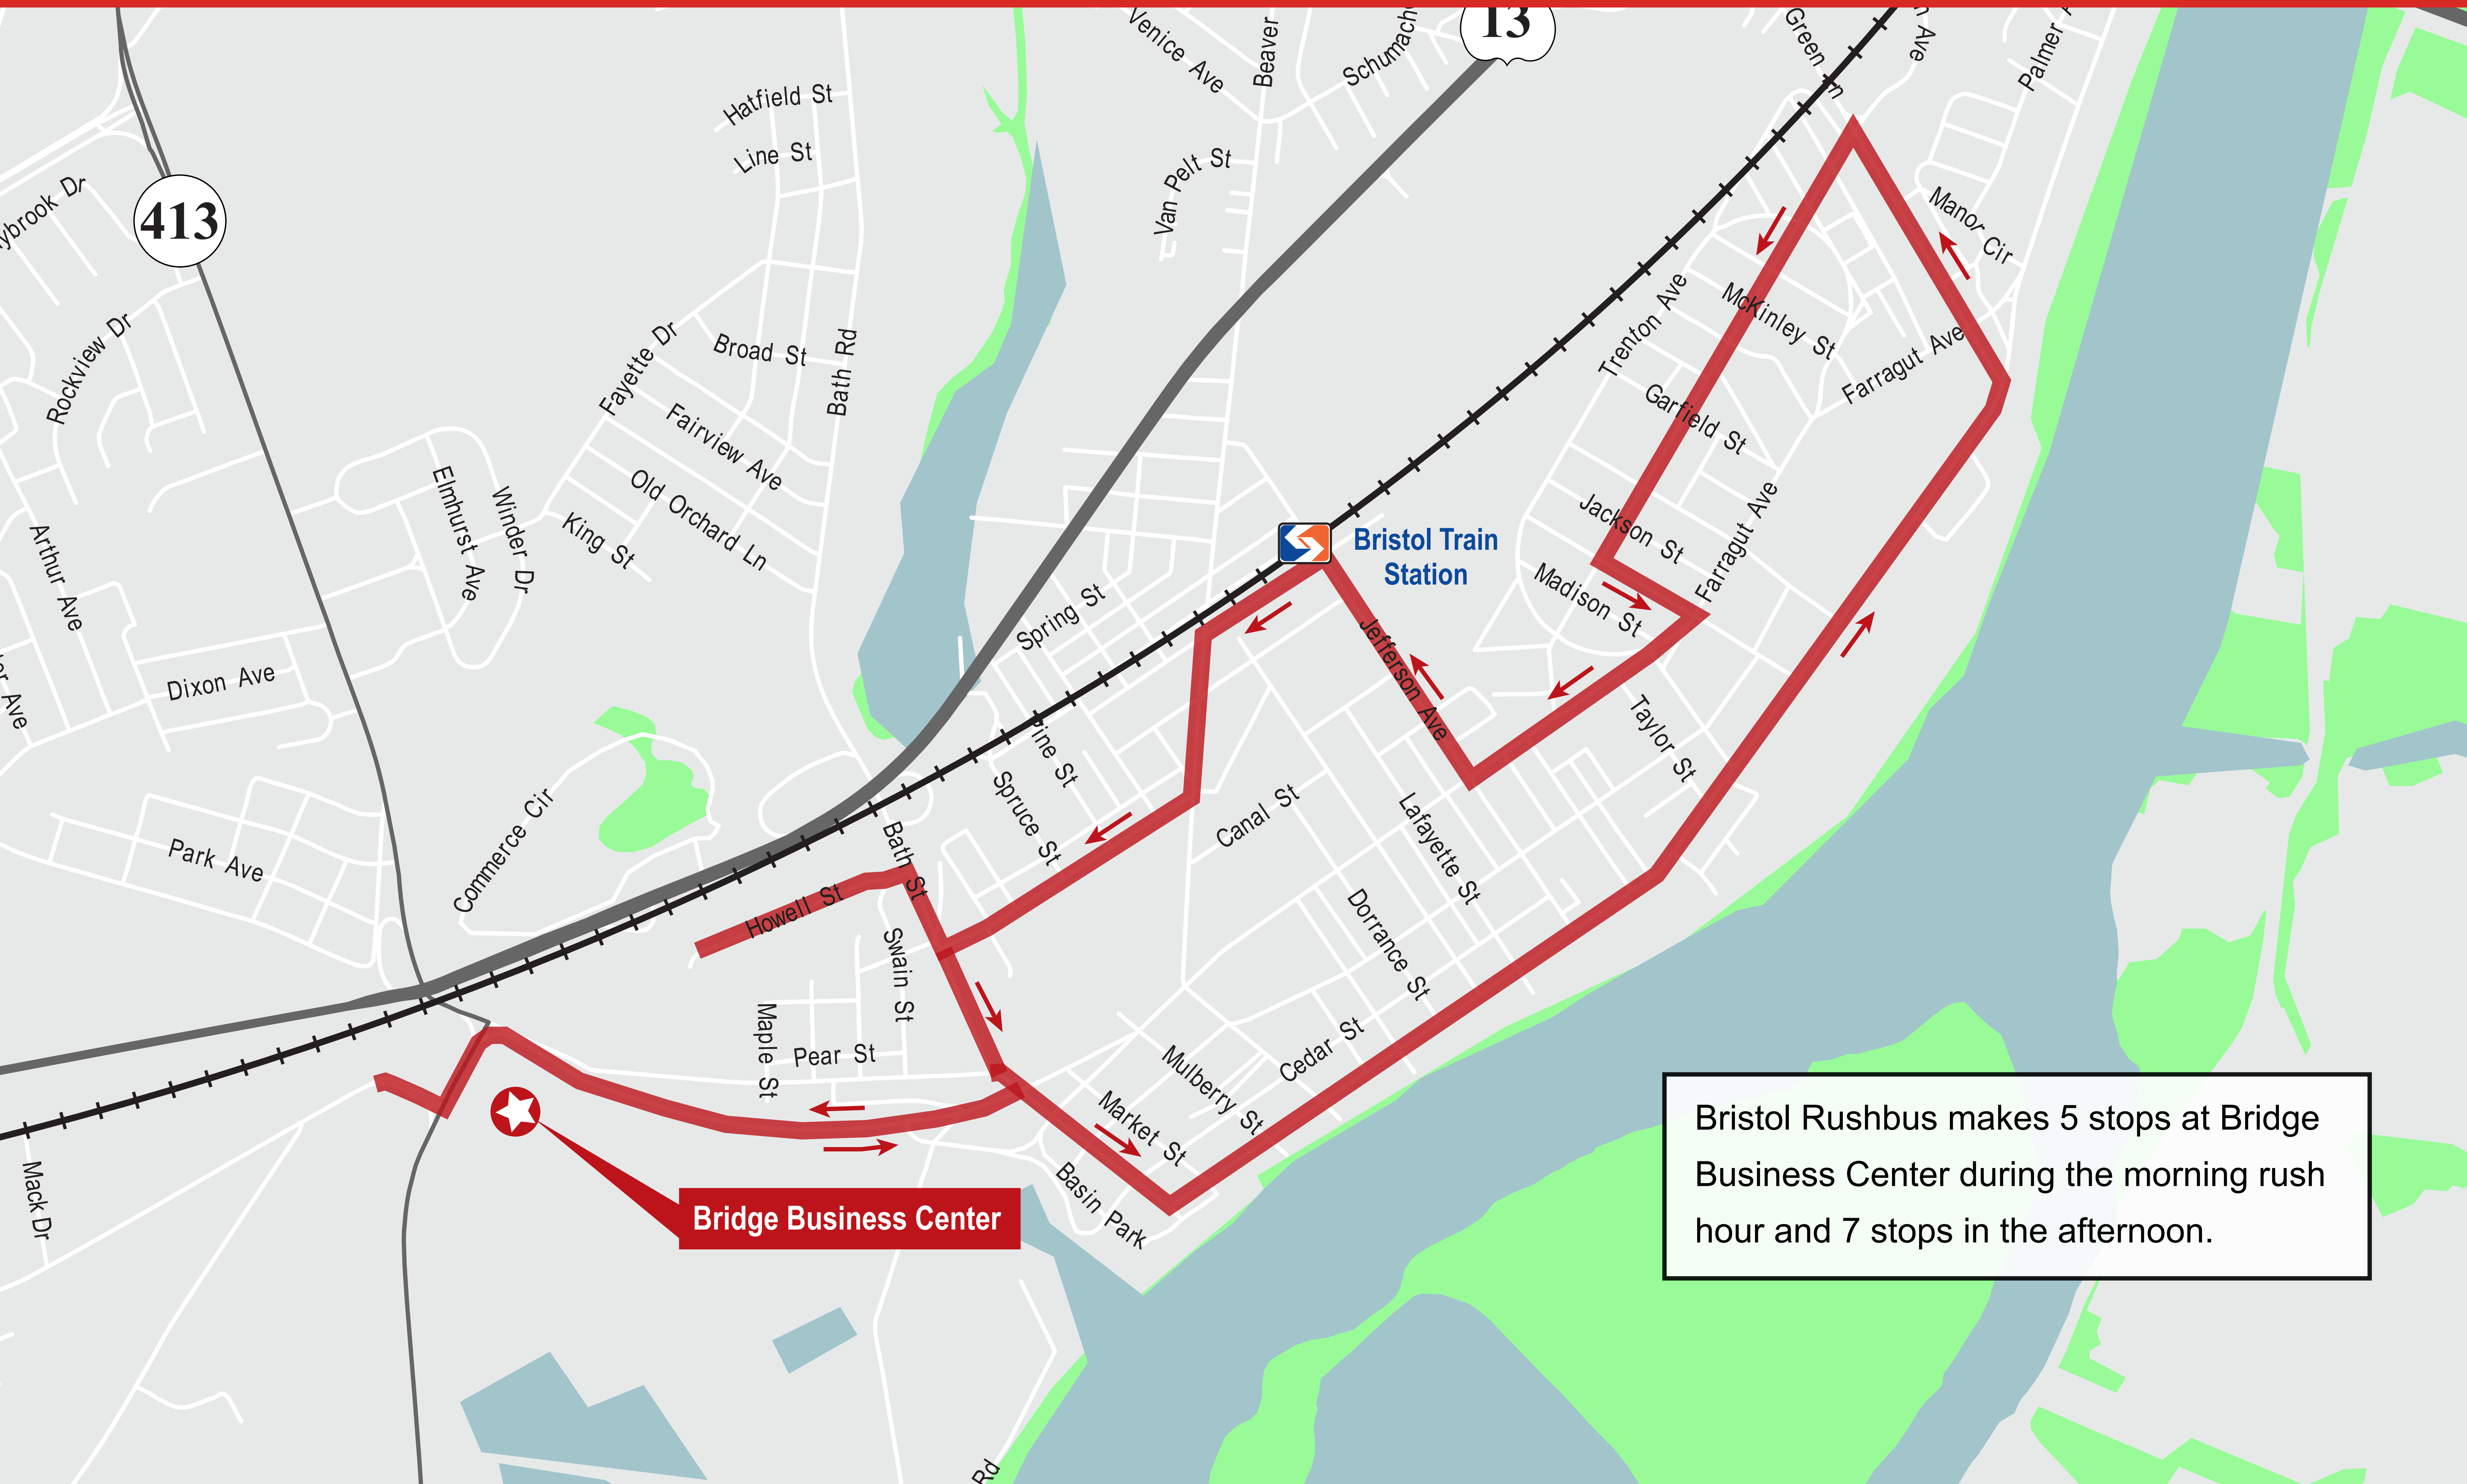 13
Venice Ave
Beaver
Schumach
Green
Ln
n Ave
Palmer
Hatfield St
Line St
Van Pelt St
ybrook Dr
413
Manor Cir
Rockview Dr
Fayette Dr
Broad St
Bath Rd
Trenton Ave
McKinley St
Farragut Ave
Fairview Ave
Garfield St
Elmhurst Ave
Winder Dr
Old Orchard Ln
King St
Arthur Ave
Jackson St
Farragut Ave
Bristol Train
Station
Madison St
Spring St
Jefferson Ave
Dixon Ave
or Ave
Taylor St
Pine St
Spruce St
Canal St
Lafayette St
Park Ave
Commerce Cir
Bath St
Howell St
Dorrance St
Swain St
Maple St
Pear St
Cedar St
Mulberry St
Market St
Basin Park
Mack Dr
Bridge Business Center
Bristol Rushbus makes 5 stops at Bridge
Business Center during the morning rush
hour and 7 stops in the afternoon.
Rd